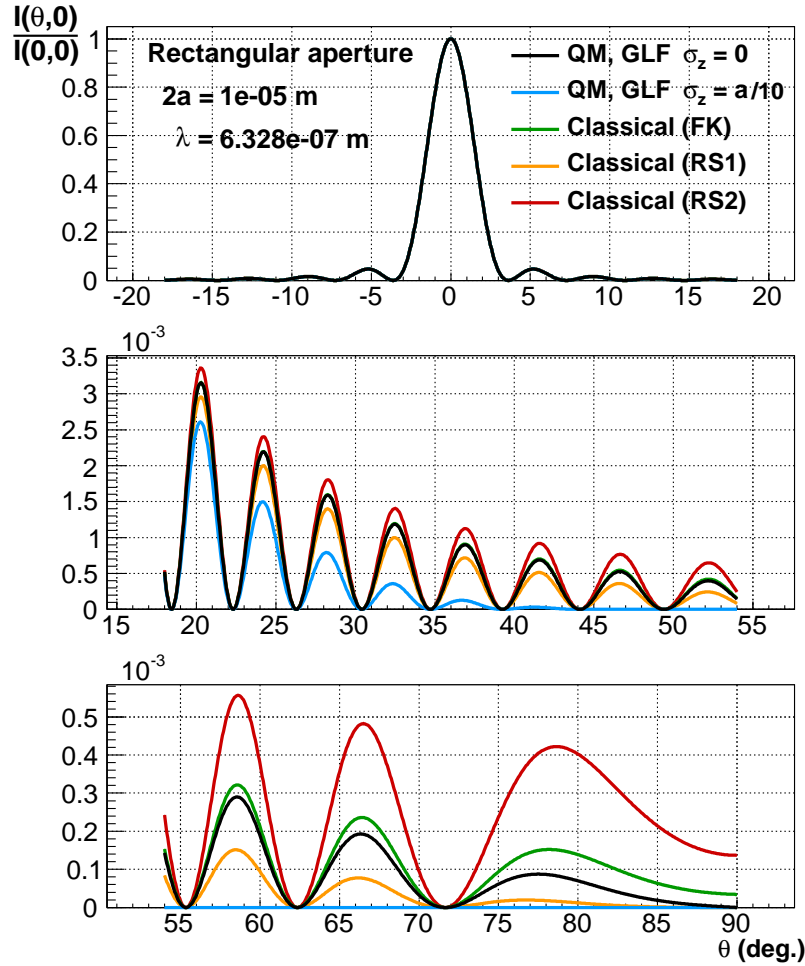 I(θ,0)
I(0,0)
Rectangular aperture
2a = 1e-05 m
λ = 6.328e-07 m
QM, GLF σz = 0
QM, GLF σz = a/10
Classical (FK)
Classical (RS1)
Classical (RS2)
1
0.8
0.6
0.4
0.2
0
-20 -15 -10 -5 0 5 10 15 20
10-3
3.5
3
2.5
2
1.5
1
0.5
0
15 20 25 30 35 40 45 50 55
10-3
0.5
0.4
0.3
0.2
0.1
0
55 60 65 70 75 80 85 90
θ (deg.)